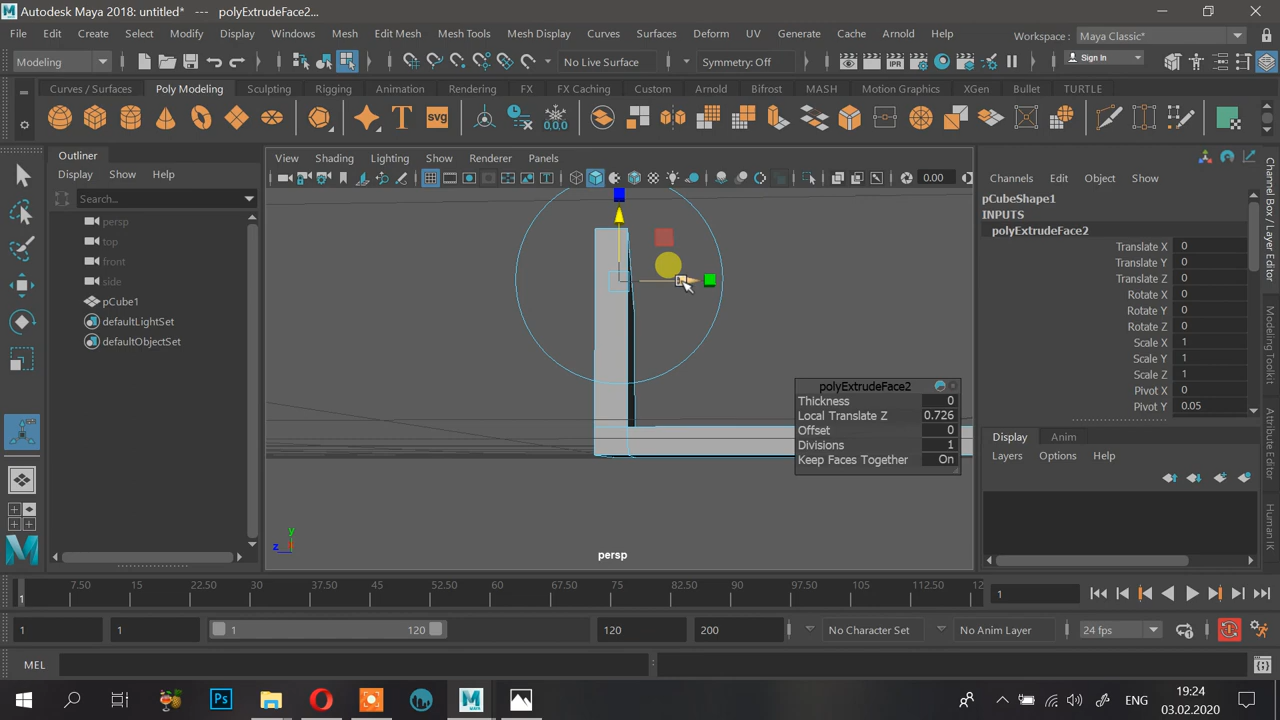 Autodesk Maya 2018: untitled*   ---   polyExtrudeFace2...
File Edit Create Select Modify Display Windows Mesh Edit Mesh Mesh Tools Mesh Display Curves Surfaces Deform UV Generate Cache Arnold Help Workspace : Maya Classic*
Modeling No Live Surface Symmetry: Off Sign In
Curves / Surfaces Poly Modeling Sculpting Rigging Animation Rendering FX FX Caching Custom Arnold Bifrost MASH Motion Graphics XGen Bullet TURTLE
T svg 0,0,0
Outliner
Display Show Help
Search...
persp
top
front
side
pCube1
defaultLightSet
defaultObjectSet
View Shading Lighting Show Renderer Panels
0.00
polyExtrudeFace2
Thickness 0
Local Translate Z 0.726
Offset 0
Divisions 1
Keep Faces Together On
y
z
persp
Channels Edit Object Show
pCubeShape1
INPUTS
polyExtrudeFace2
Translate X 0
Translate Y 0
Translate Z 0
Rotate X 0
Rotate Y 0
Rotate Z 0
Scale X 1
Scale Y 1
Scale Z 1
Pivot X 0
Pivot Y 0.05
Display Anim
Layers Options Help
Channel Box / Layer Editor
Modeling Toolkit
Attribute Editor
Human IK
1 7.50 15 22.50 30 37.50 45 52.50 60 67.50 75 82.50 90 97.50 105 112.50 12
1
1 1 1 120 120 200 No Character Set No Anim Layer 24 fps
MEL
Ps ENG 19:24
03.02.2020